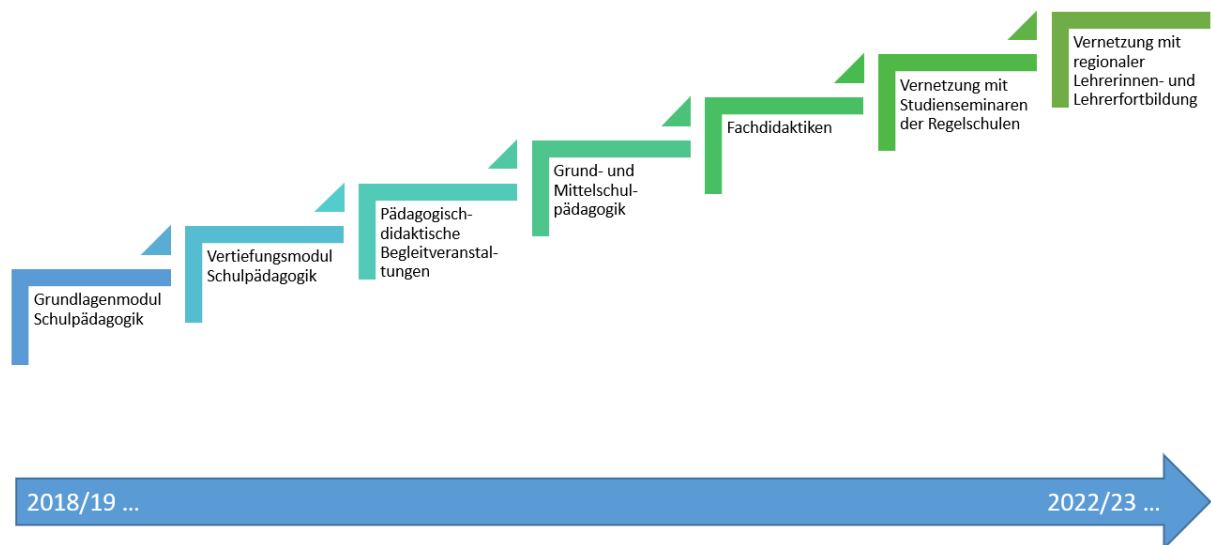 Grundlagenmodul
Schulpädagogik
Vertiefungsmodul
Schulpädagogik
Pädagogisch-
didaktische
Begleitveranstal-
tungen
Grund- und
Mittelschul-
pädagogik
Fachdidaktiken
Vernetzung mit
Studienseminaren
der Regelschulen
Vernetzung mit
regionaler
Lehrerinnen- und
Lehrerfortbildung
2018/19 ...
2022/23 ...